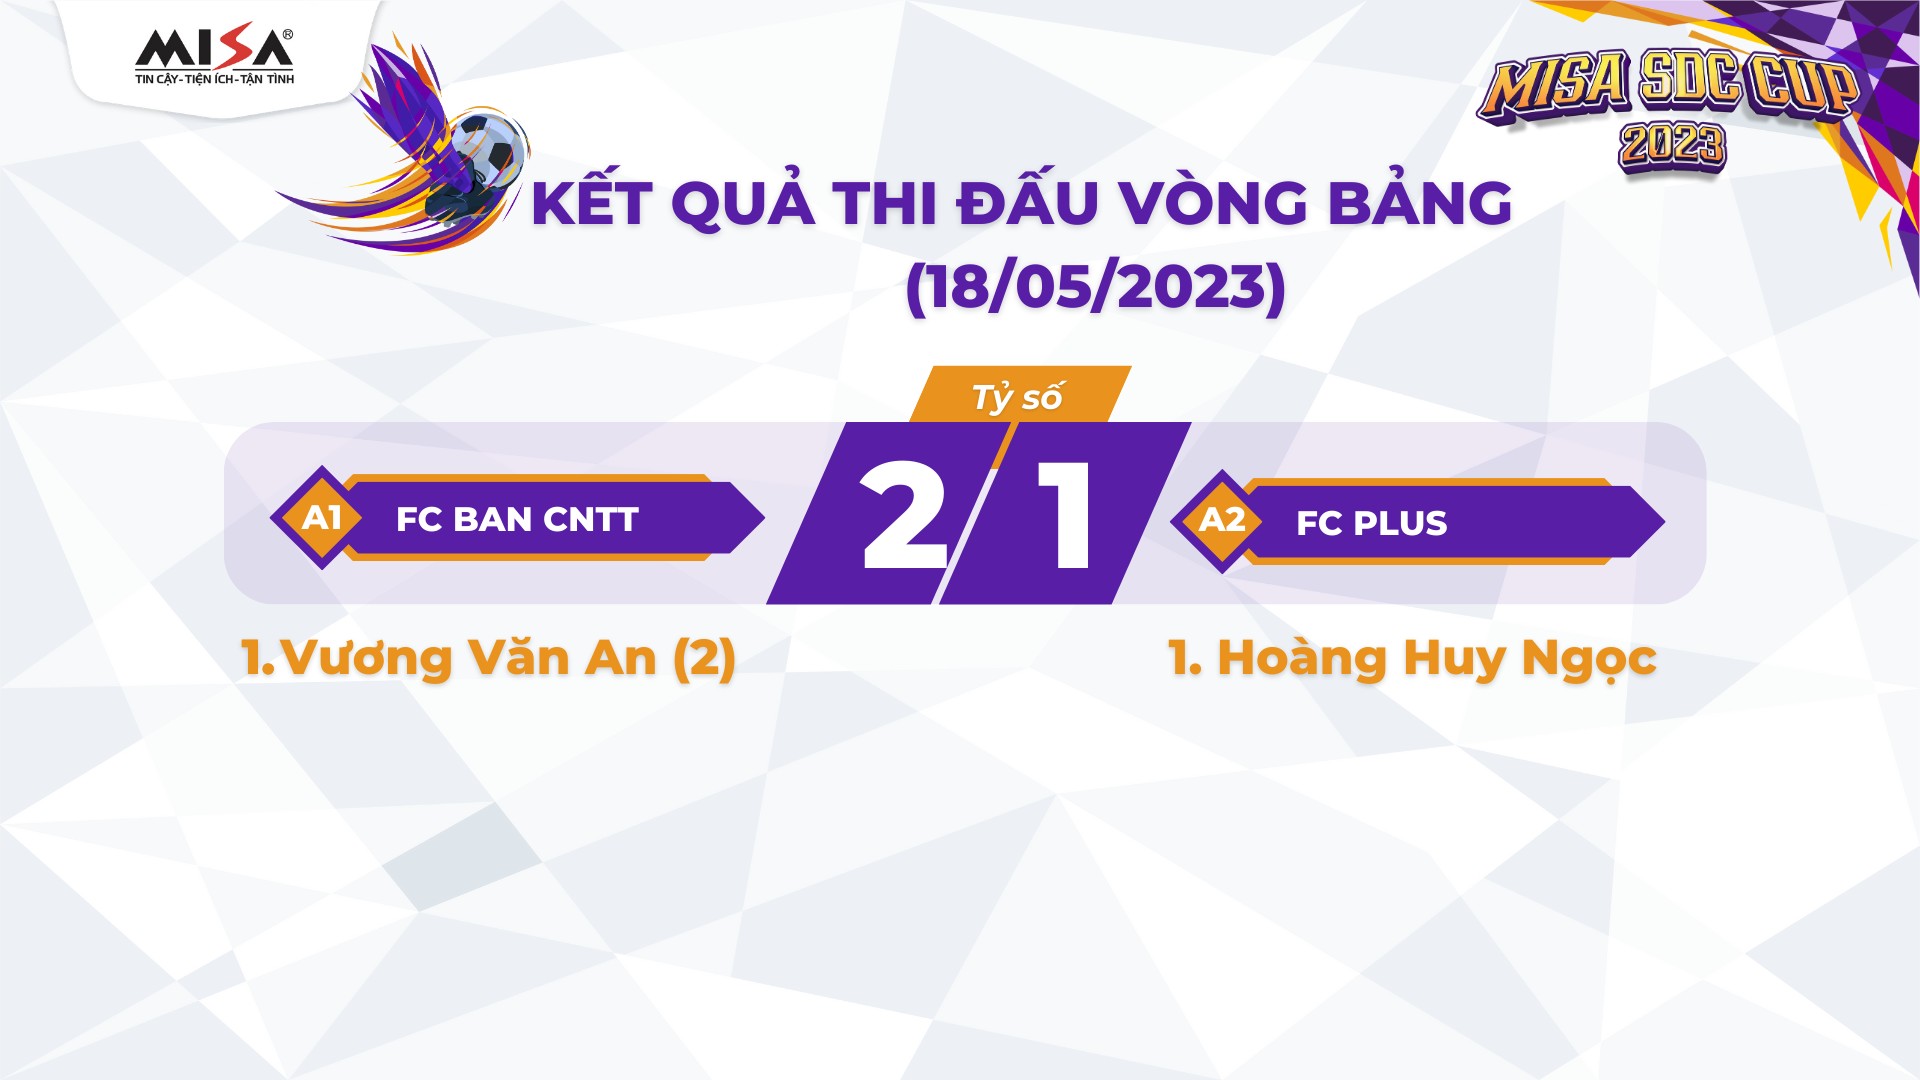 MISA®
TIN CẬY-TIỆN ÍCH-TẬN TÌNH
MISA SDC CUP
2023
KẾT QUẢ THI ĐẤU VÒNG BẢNG
(18/05/2023)
Tỷ số
A1 FC BAN CNTT 2 1 A2 FC PLUS
1. Vương Văn An (2)
1. Hoàng Huy Ngọc